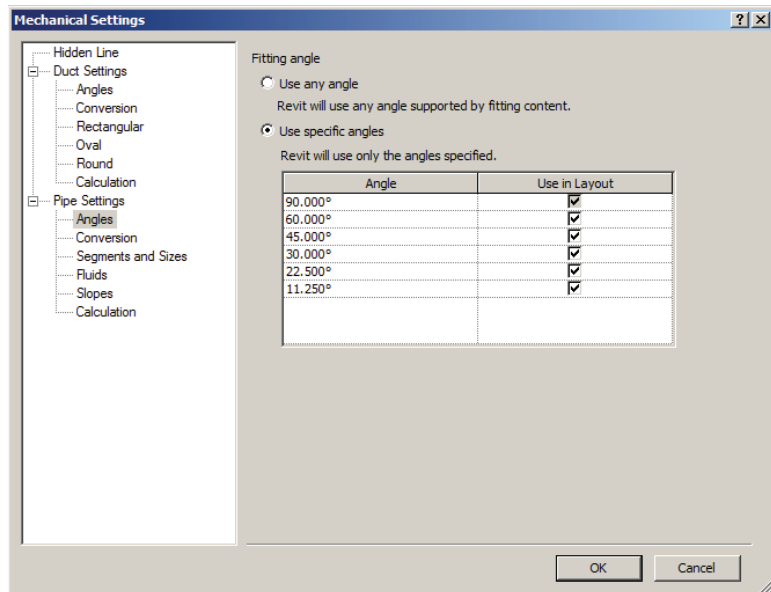 Mechanical Settings
Hidden Line
Duct Settings
Angles
Conversion
Rectangular
Oval
Round
Calculation
Pipe Settings
Angles
Conversion
Segments and Sizes
Fluids
Slopes
Calculation
Fitting angle
Use any angle
Revit will use any angle supported by fitting content.
Use specific angles
Revit will use only the angles specified.
Angle Use in Layout
90.000°
60.000°
45.000°
30.000°
22.500°
11.250°
OK Cancel